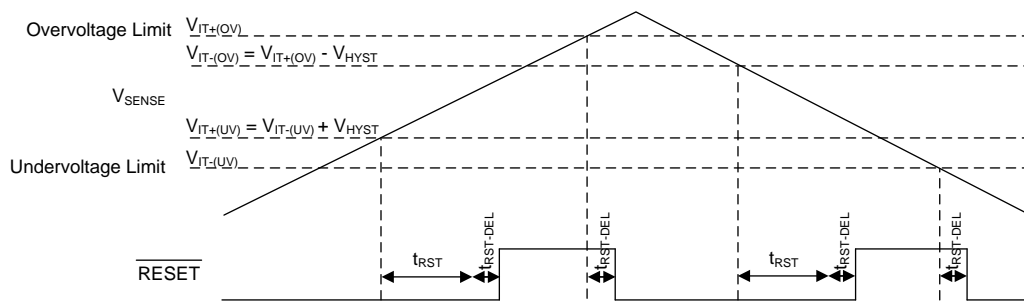 Overvoltage Limit V_IT+(OV)
V_IT-(OV) = V_IT+(OV) - V_HYST
V_SENSE
V_IT+(UV) = V_IT-(UV) + V_HYST
Undervoltage Limit V_IT-(UV)
RESET
t_RST
t_RST-DEL
t_RST-DEL
t_RST
t_RST-DEL
t_RST-DEL